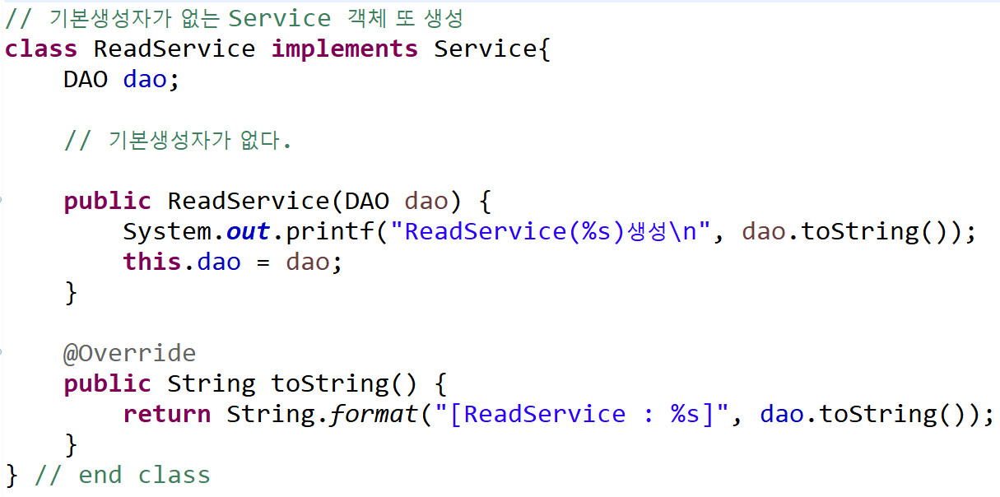 // 기본생성자가 없는 Service 객체 또 생성
class ReadService implements Service{
    DAO dao;
    // 기본생성자가 없다.
    public ReadService(DAO dao) {
        System.out.printf("ReadService(%s)생성\n", dao.toString());
        this.dao = dao;
    }
    @Override
    public String toString() {
        return String.format("[ReadService : %s]", dao.toString());
    }
} // end class